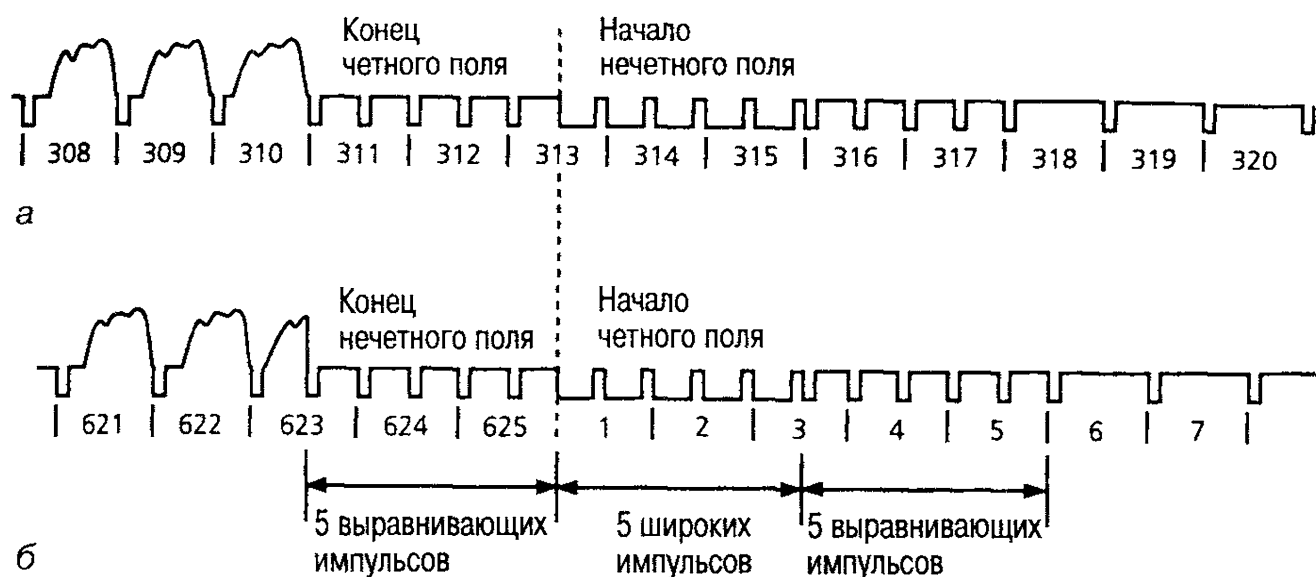 Конец
четного поля
Начало
нечетного поля
308 309 310 311 312 313 314 315 316 317 318 319 320
а
Конец
нечетного поля
Начало
четного поля
621 622 623 624 625 1 2 3 4 5 6 7
5 выравнивающих
импульсов
5 широких
импульсов
5 выравнивающих
импульсов
б